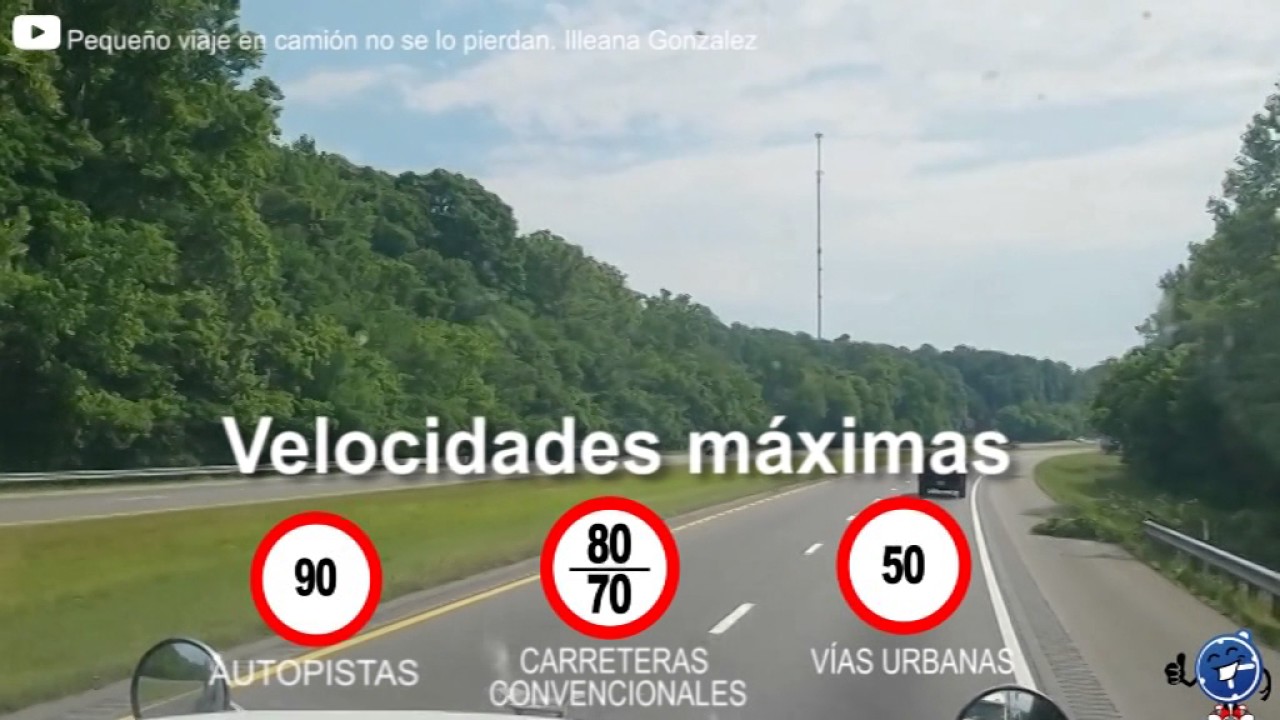 Pequeño viaje en camión no se lo pierdan. Illeana Gonzalez
Velocidades máximas
90
80
70
50
AUTOPISTAS
CARRETERAS
CONVENCIONALES
VÍAS URBANAS